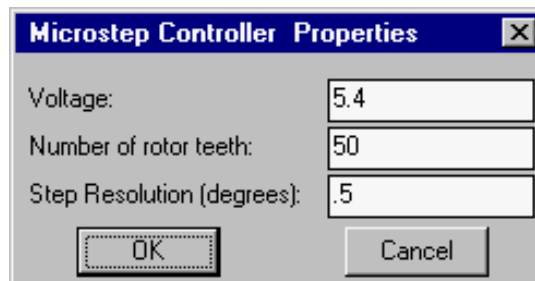 Microstep Controller Properties
Voltage: 5.4
Number of rotor teeth: 50
Step Resolution (degrees): .5
OK Cancel